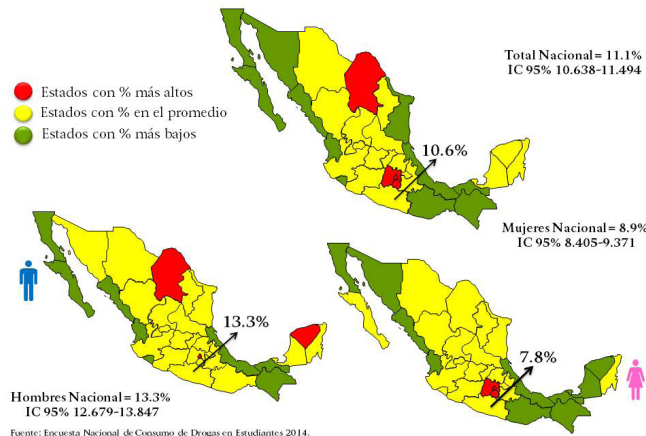 Total Nacional = 11.1%
IC 95% 10.638-11.494
Estados con % más altos
Estados con % en el promedio
Estados con % más bajos
10.6%
Mujeres Nacional = 8.9%
IC 95% 8.405-9.371
13.3%
7.8%
Hombres Nacional = 13.3%
IC 95% 12.679-13.847
Fuente: Encuesta Nacional de Consumo de Drogas en Estudiantes 2014.